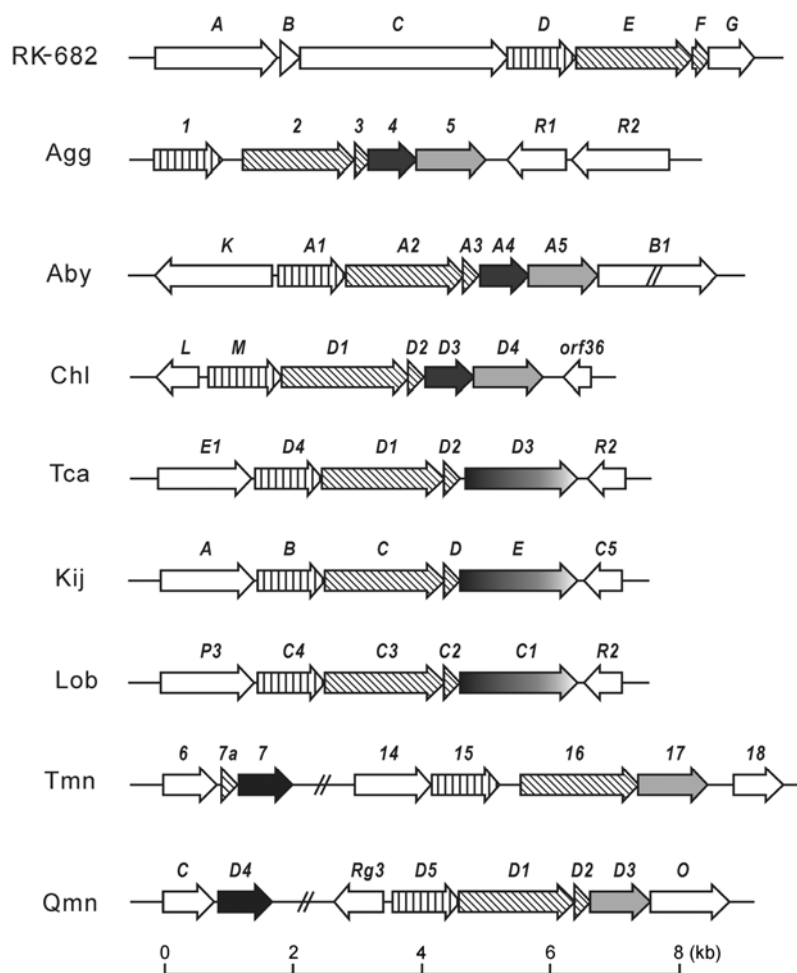 A B C D E F G
RK-682
1 2 3 4 5 R1 R2
Agg
K A1 A2 A3 A4 A5 B1
Aby
L M D1 D2 D3 D4 orf36
Chl
E1 D4 D1 D2 D3 R2
Tca
A B C D E C5
Kij
P3 C4 C3 C2 C1 R2
Lob
6 7a 7 14 15 16 17 18
Tmn
C D4 Rg3 D5 D1 D2 D3 O
Qmn
0 2 4 6 8 (kb)